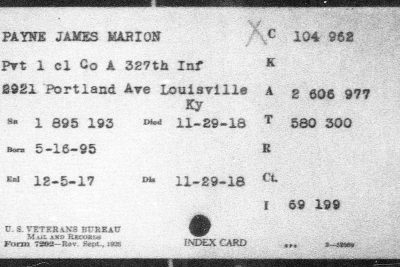 PAYNE JAMES MARION C 104 962
Pvt 1 cl Co A 327th Inf K
2921 Portland Ave Louisville A 2 606 977
Ky
Sn 1 895 193 Died 11-29-18 T 580 300
Born 5-16-95 R
Enl 12-5-17 Dis 11-29-18 Ct.
I 69 199
U. S. VETERANS BUREAU
MAIL AND RECORDS
Form 7202—Rev. Sept., 1925 INDEX CARD